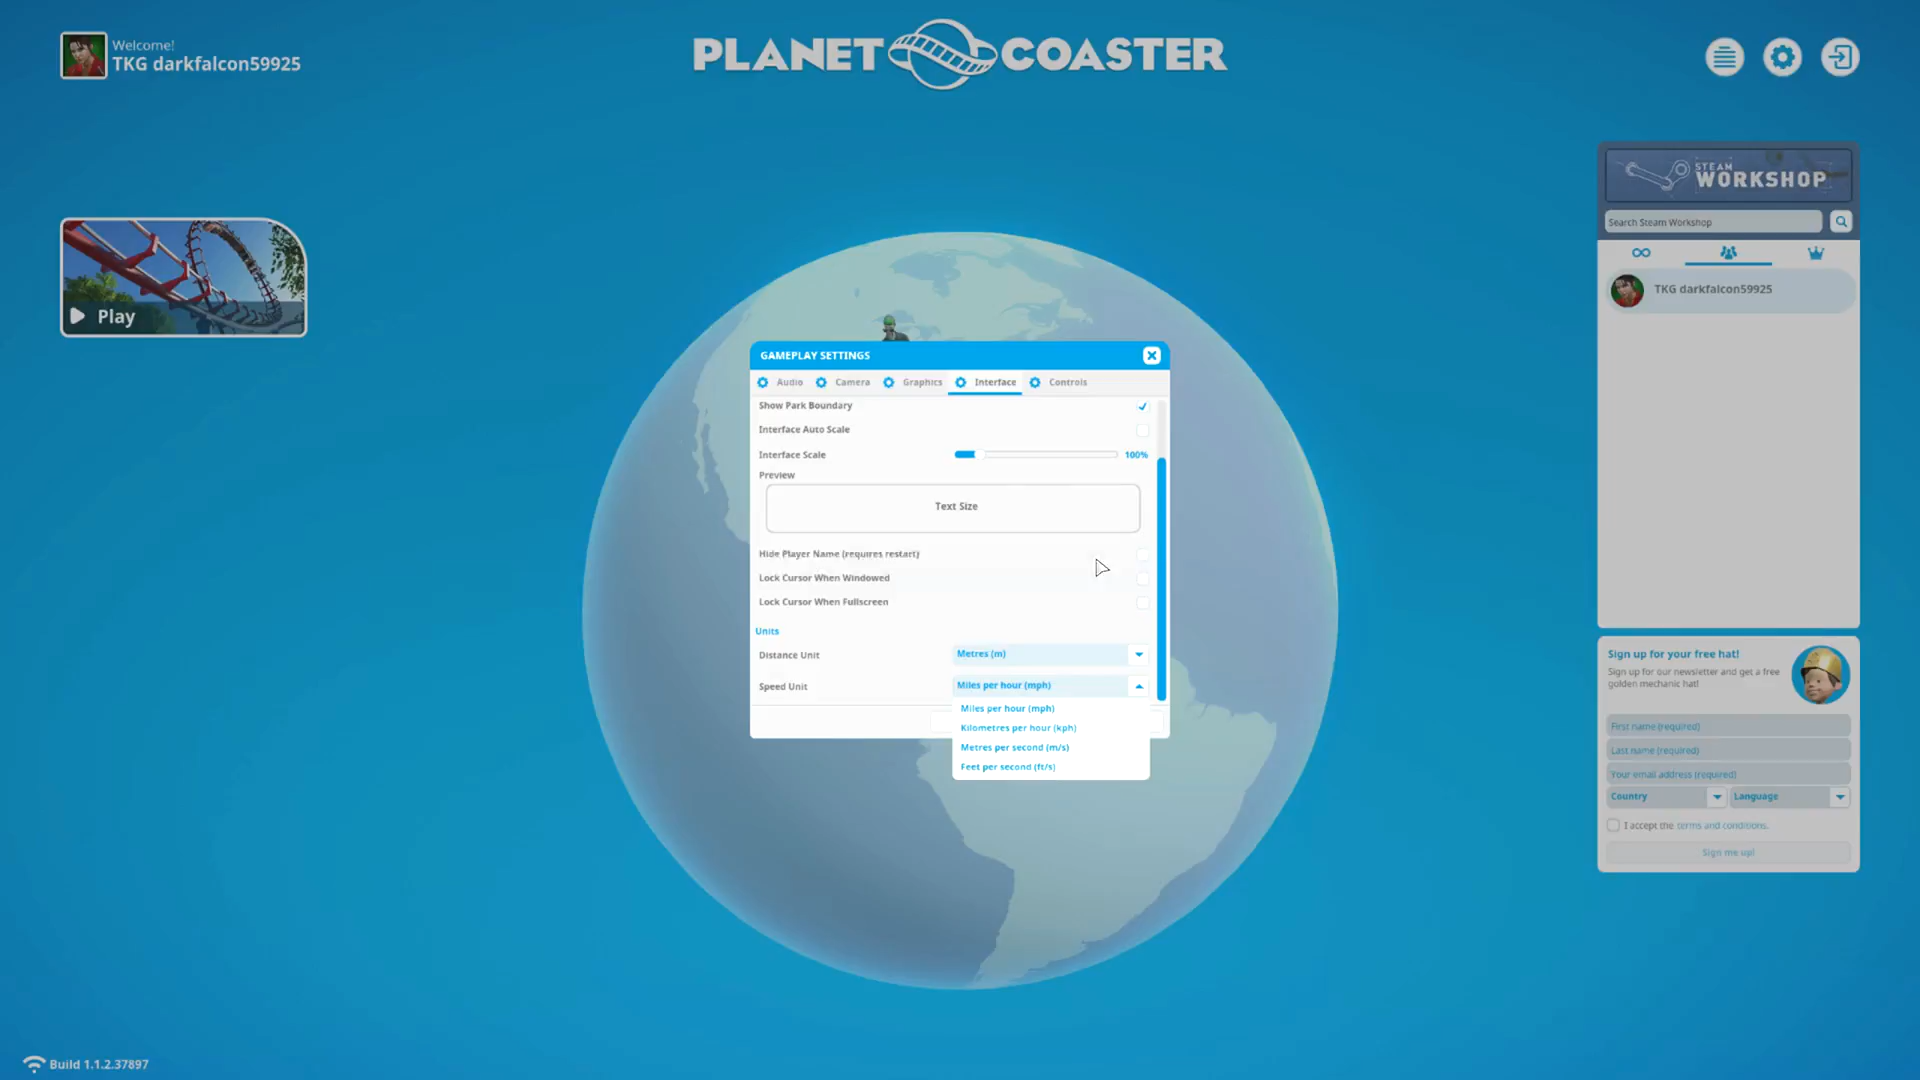 Welcome!
TKG darkfalcon59925
PLANET COASTER
Play
GAMEPLAY SETTINGS
Audio
Camera
Graphics
Interface
Controls
Show Park Boundary
Interface Auto Scale
Interface Scale
100%
Preview
Text Size
Hide Player Name (requires restart)
Lock Cursor When Windowed
Lock Cursor When Fullscreen
Units
Distance Unit
Metres (m)
Speed Unit
Miles per hour (mph)
Miles per hour (mph)
Kilometres per hour (kph)
Metres per second (m/s)
Feet per second (ft/s)
STEAM
WORKSHOP
Search Steam Workshop
TKG darkfalcon59925
Sign up for your free hat!
Sign up for our newsletter and get a free
golden mechanic hat!
First name (required)
Last name (required)
Your email address (required)
Country
Language
I accept the terms and conditions.
Sign me up!
Build 1.1.2.37897